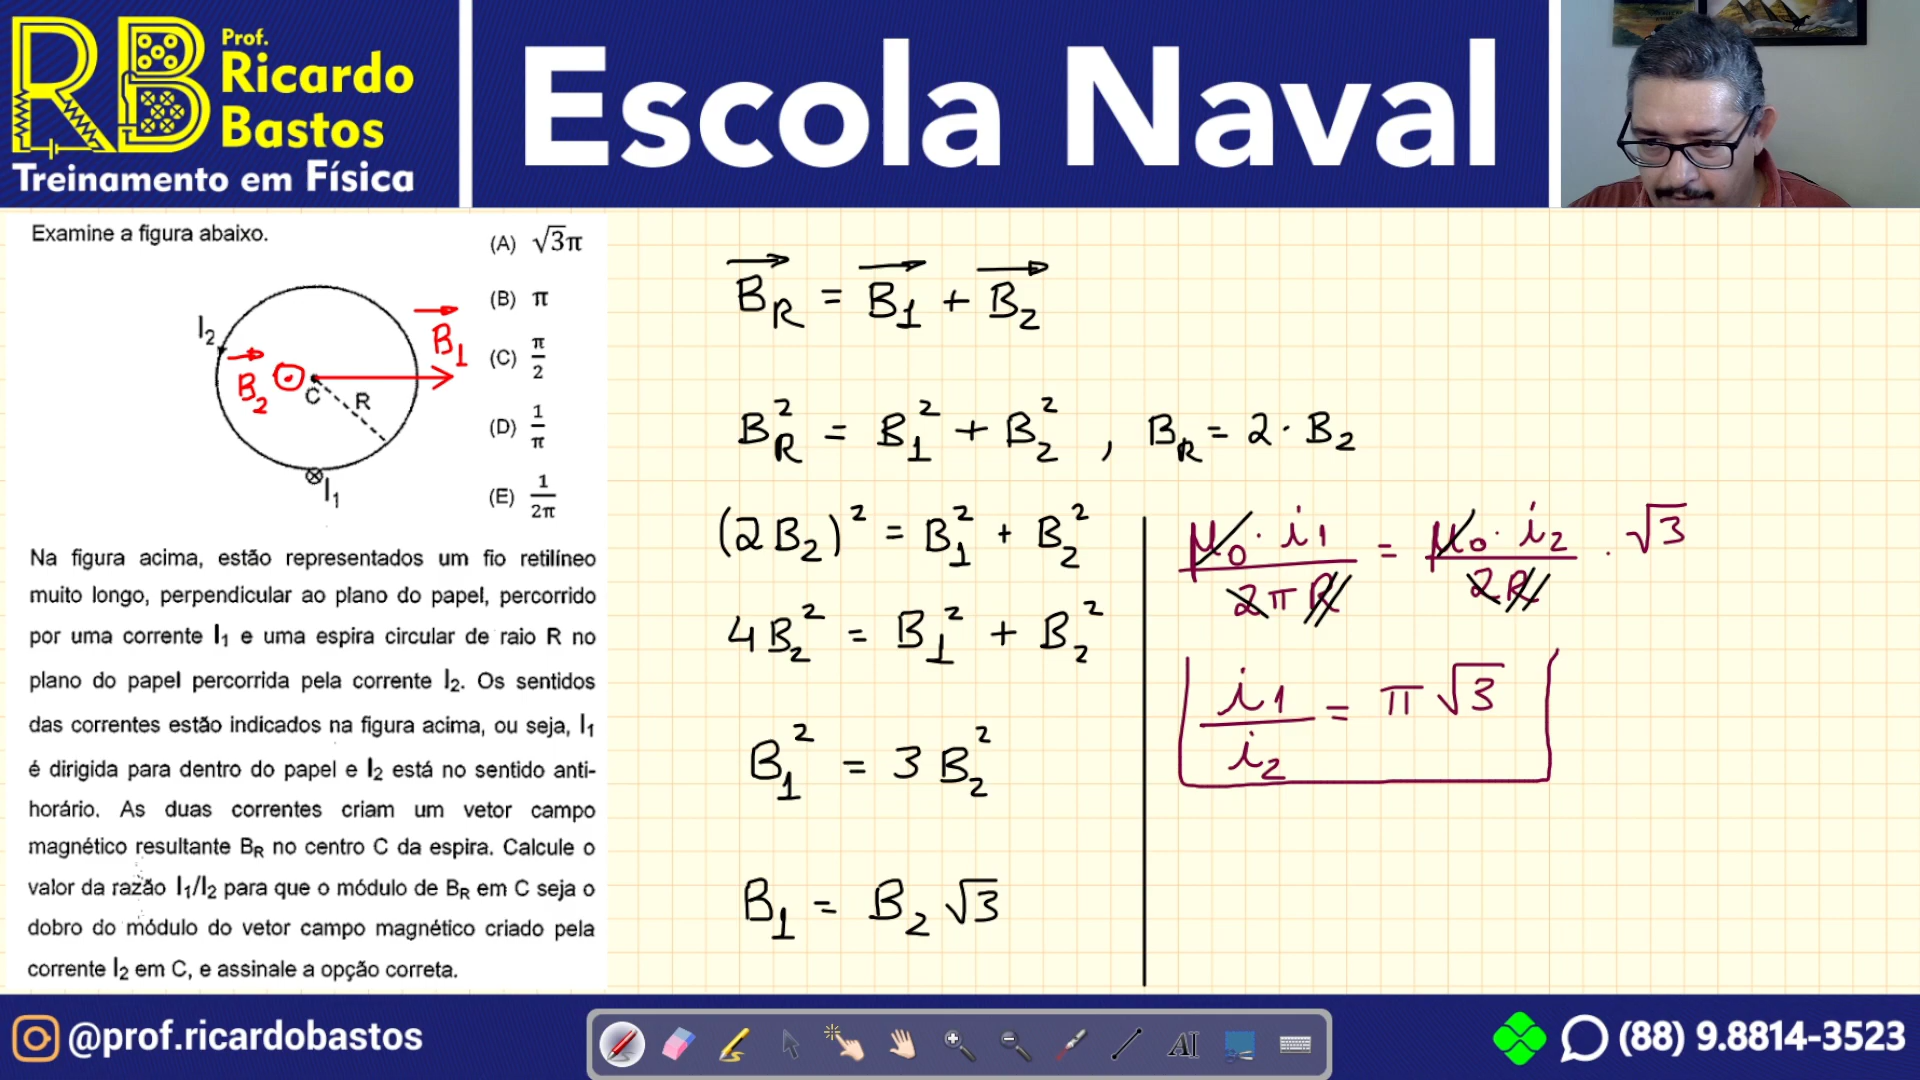 RB
Prof.
Ricardo
Bastos
Treinamento em Física
Escola Naval
Examine a figura abaixo.
I₂
B₂
C
R
B₁
I₁
(A) √3π
(B) π
(C) π/2
(D) 1/π
(E) 1/2π
Na figura acima, estão representados um fio retilíneo
muito longo, perpendicular ao plano do papel, percorrido
por uma corrente I₁ e uma espira circular de raio R no
plano do papel percorrida pela corrente I₂. Os sentidos
das correntes estão indicados na figura acima, ou seja, I₁
é dirigida para dentro do papel e I₂ está no sentido anti-
horário. As duas correntes criam um vetor campo
magnético resultante B_R no centro C da espira. Calcule o
valor da razão I₁/I₂ para que o módulo de B_R em C seja o
dobro do módulo do vetor campo magnético criado pela
corrente I₂ em C, e assinale a opção correta.
B_R = B₁ + B₂
B_R² = B₁² + B₂² , B_R = 2 · B₂
(2B₂)² = B₁² + B₂²
4B₂² = B₁² + B₂²
B₁² = 3B₂²
B₁ = B₂√3
μ₀ · i₁ / 2πR = μ₀ · i₂ / 2R · √3
i₁ / i₂ = π√3
@prof.ricardobastos
AI
(88) 9.8814-3523